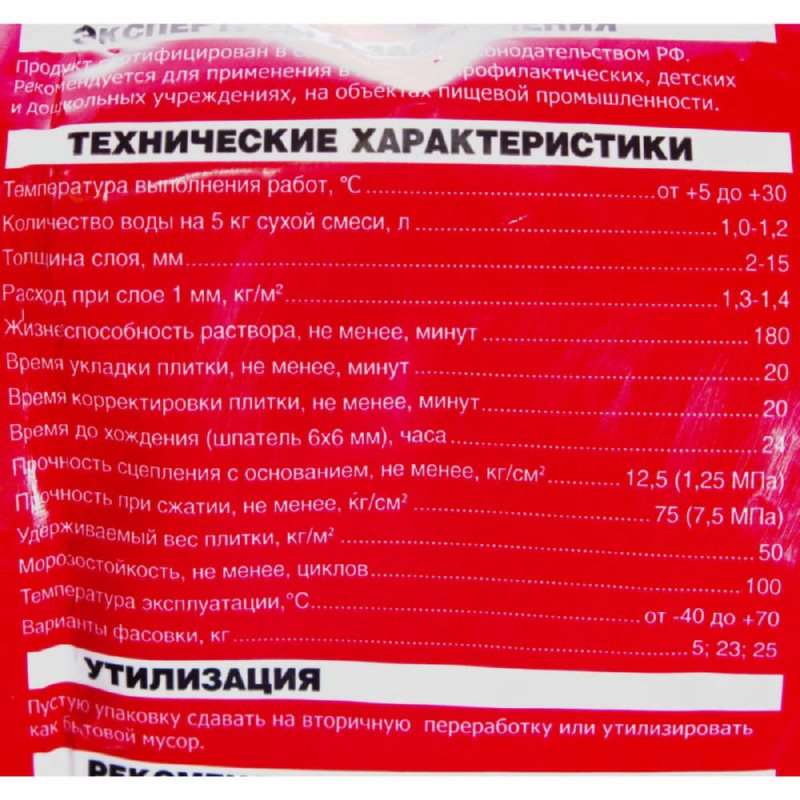 Продукт сертифицирован в законодательством РФ.
Рекомендуется для применения в профилактических, детских
и дошкольных учреждениях, на объектах пищевой промышленности.
ТЕХНИЧЕСКИЕ ХАРАКТЕРИСТИКИ
Температура выполнения работ, °С от +5 до +30
Количество воды на 5 кг сухой смеси, л 1,0-1,2
Толщина слоя, мм 2-15
Расход при слое 1 мм, кг/м² 1,3-1,4
Жизнеспособность раствора, не менее, минут 180
Время укладки плитки, не менее, минут 20
Время корректировки плитки, не менее, минут 20
Время до хождения (шпатель 6х6 мм), часа 24
Прочность сцепления с основанием, не менее, кг/см² 12,5 (1,25 МПа)
Прочность при сжатии, не менее, кг/см² 75 (7,5 МПа)
Удерживаемый вес плитки, кг/м² 50
Морозостойкость, не менее, циклов 100
Температура эксплуатации,°С от -40 до +70
Варианты фасовки, кг 5; 23; 25
УТИЛИЗАЦИЯ
Пустую упаковку сдавать на вторичную переработку или утилизировать
как бытовой мусор.